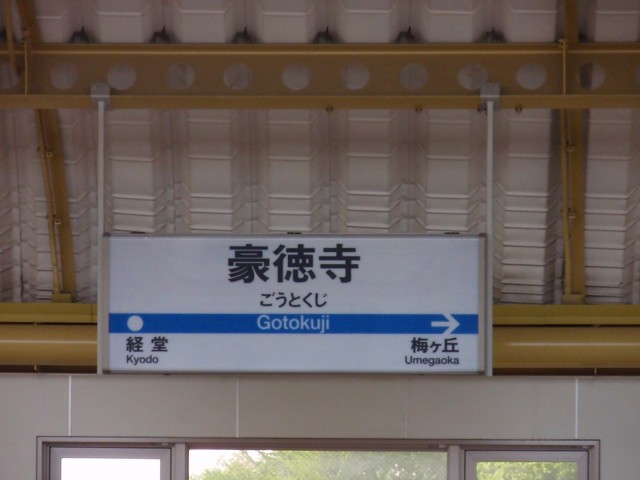 豪徳寺
ごうとくじ
Gotokuji
経堂
Kyodo
梅ヶ丘
Umegaoka